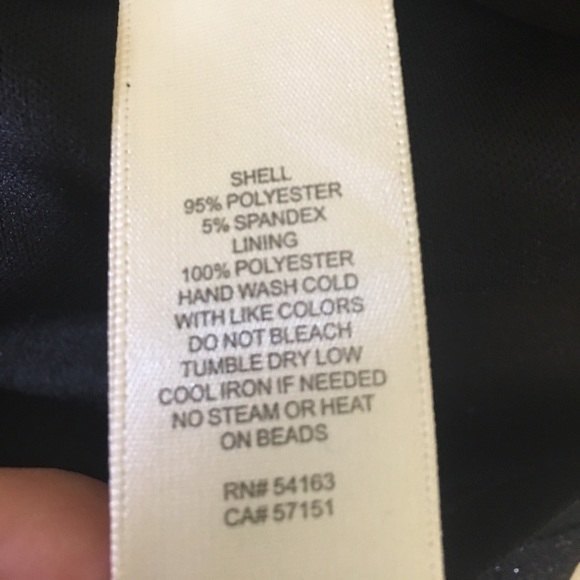 SHELL
95% POLYESTER
5% SPANDEX
LINING
100% POLYESTER
HAND WASH COLD
WITH LIKE COLORS
DO NOT BLEACH
TUMBLE DRY LOW
COOL IRON IF NEEDED
NO STEAM OR HEAT
ON BEADS
RN# 54163
CA# 57151